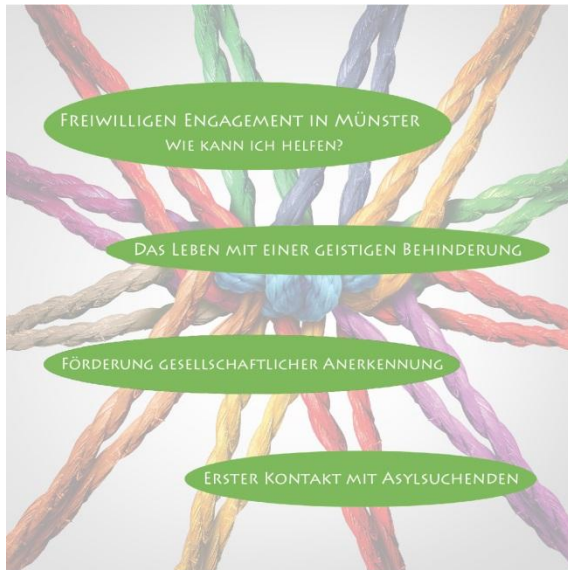 Freiwilligen Engagement in Münster
Wie kann ich helfen?
Das Leben mit einer geistigen Behinderung
Förderung gesellschaftlicher Anerkennung
Erster Kontakt mit Asylsuchenden